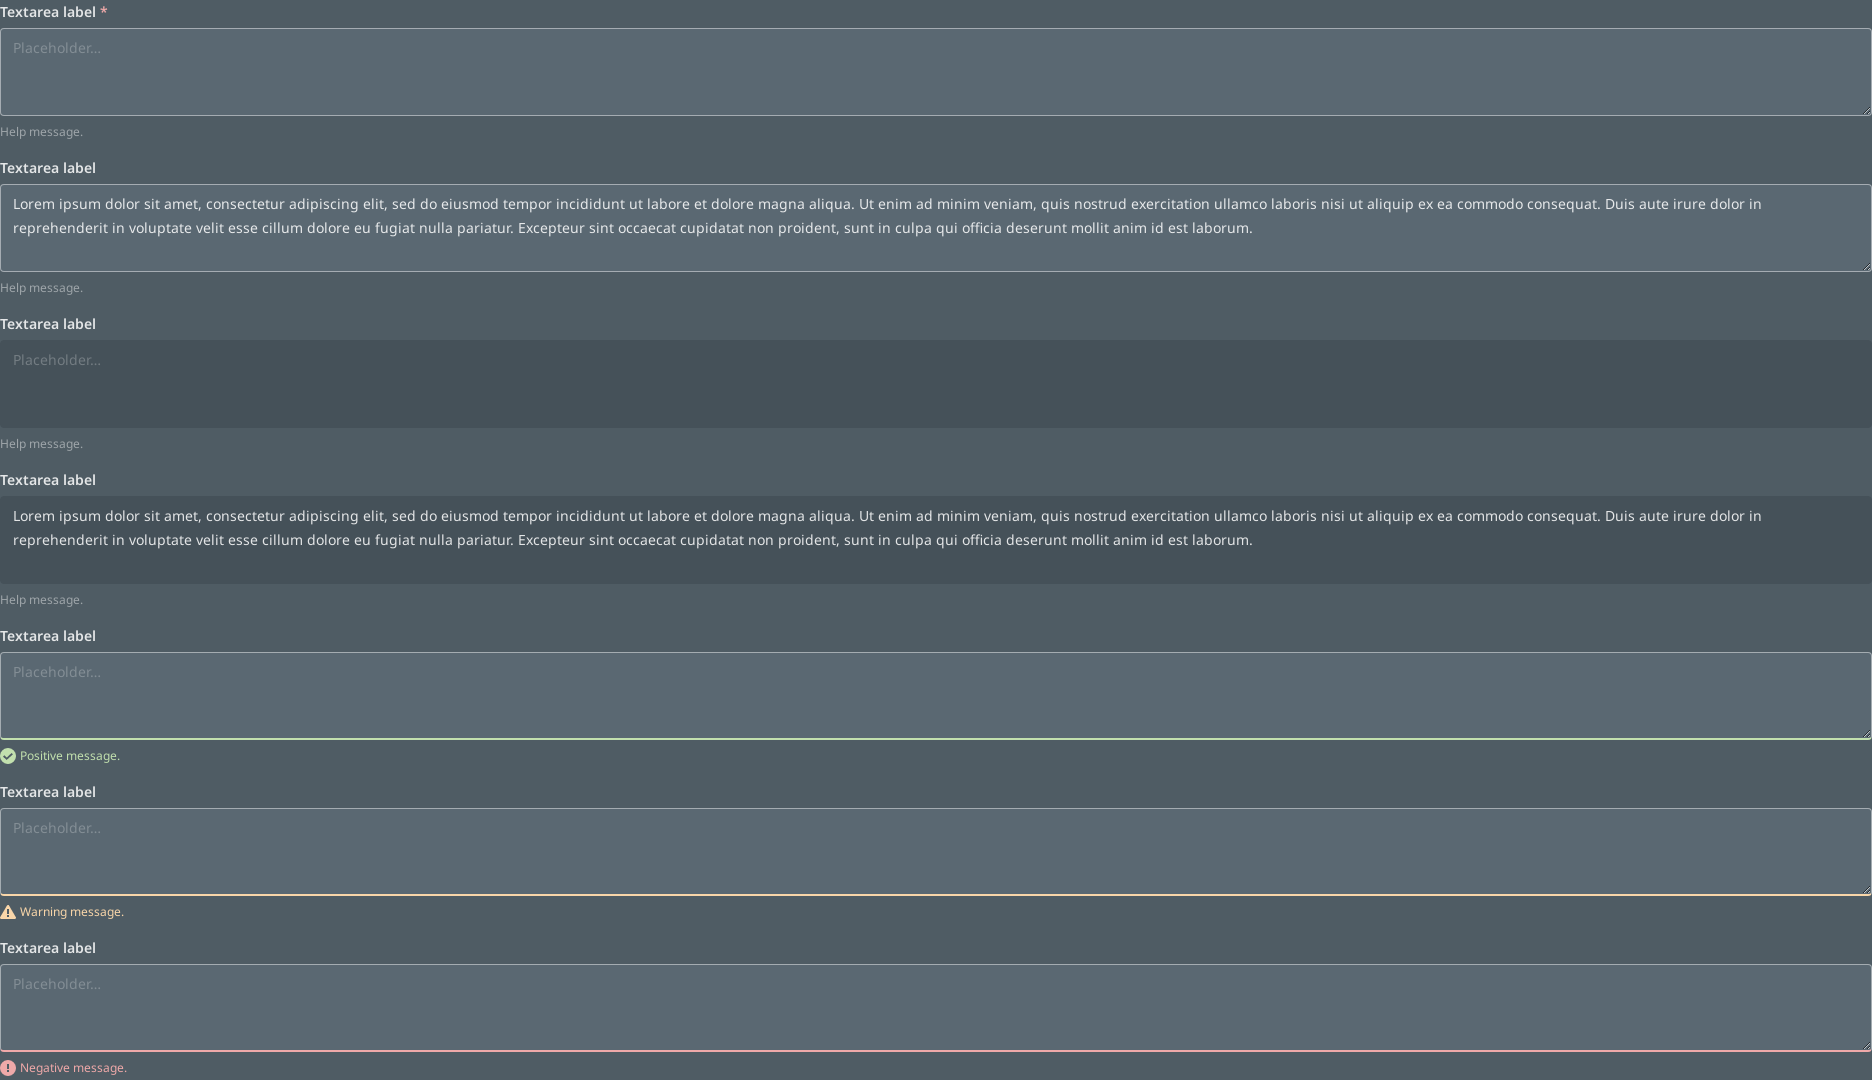 Textarea label *
Placeholder...
Help message.
Textarea label
Lorem ipsum dolor sit amet, consectetur adipiscing elit, sed do eiusmod tempor incididunt ut labore et dolore magna aliqua. Ut enim ad minim veniam, quis nostrud exercitation ullamco laboris nisi ut aliquip ex ea commodo consequat. Duis aute irure dolor in
reprehenderit in voluptate velit esse cillum dolore eu fugiat nulla pariatur. Excepteur sint occaecat cupidatat non proident, sunt in culpa qui officia deserunt mollit anim id est laborum.
Help message.
Textarea label
Placeholder...
Help message.
Textarea label
Lorem ipsum dolor sit amet, consectetur adipiscing elit, sed do eiusmod tempor incididunt ut labore et dolore magna aliqua. Ut enim ad minim veniam, quis nostrud exercitation ullamco laboris nisi ut aliquip ex ea commodo consequat. Duis aute irure dolor in
reprehenderit in voluptate velit esse cillum dolore eu fugiat nulla pariatur. Excepteur sint occaecat cupidatat non proident, sunt in culpa qui officia deserunt mollit anim id est laborum.
Help message.
Textarea label
Placeholder...
Positive message.
Textarea label
Placeholder...
Warning message.
Textarea label
Placeholder...
Negative message.